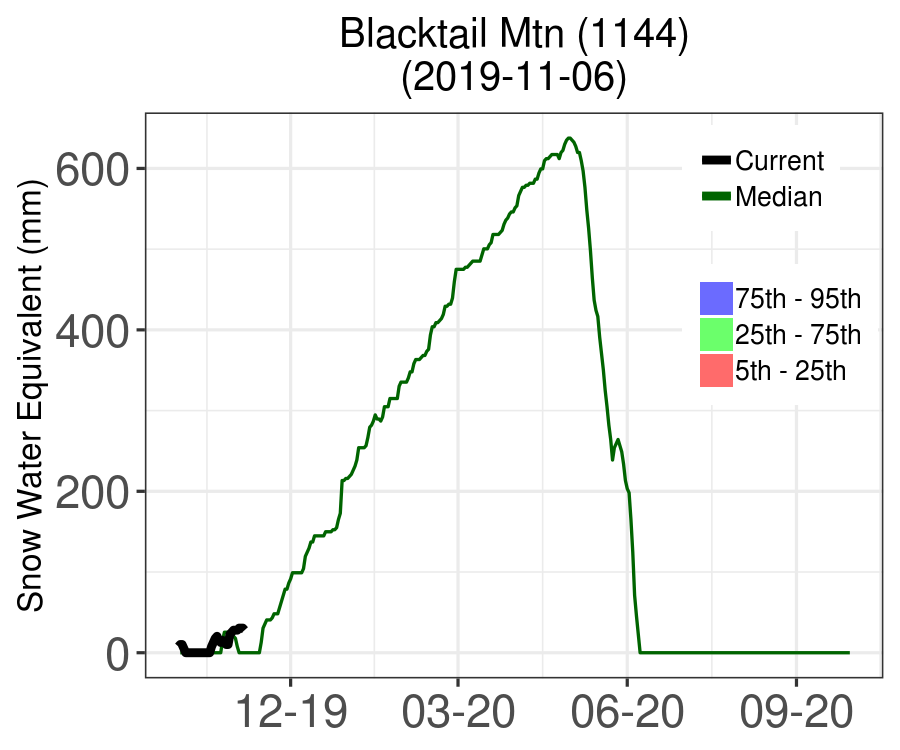 Blacktail Mtn (1144)
(2019-11-06)
Snow Water Equivalent (mm)
600
400
200
0
Current
Median
75th - 95th
25th - 75th
5th - 25th
12-19 03-20 06-20 09-20